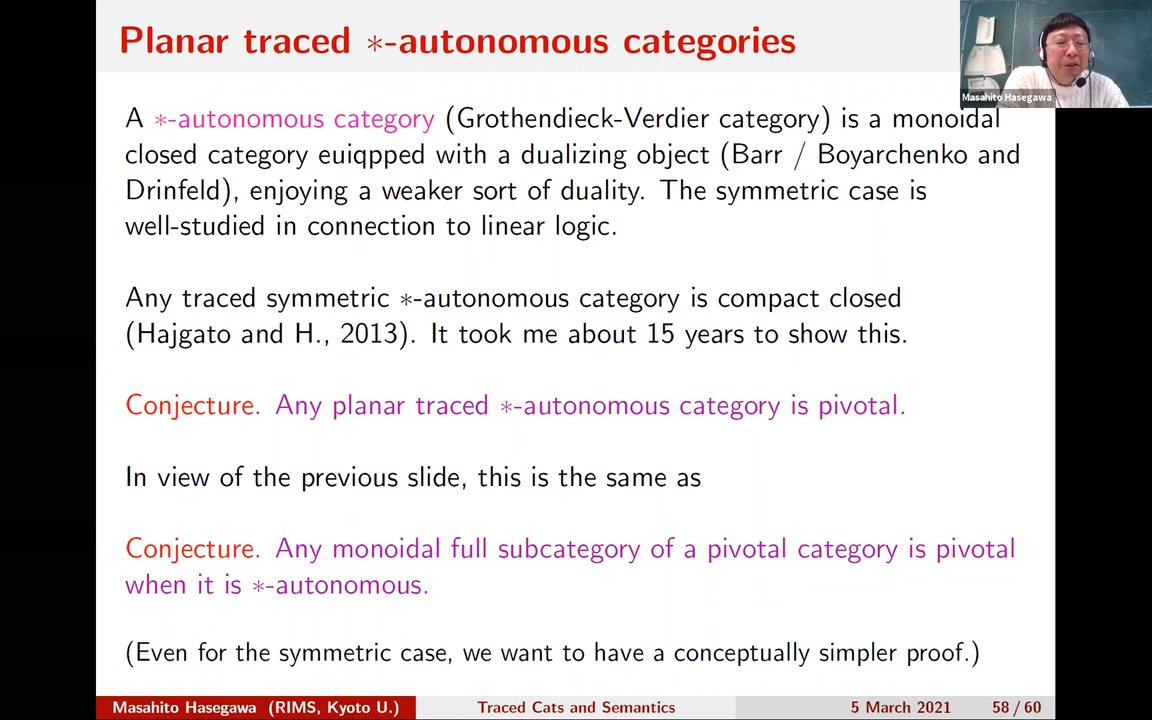 Planar traced ∗-autonomous categories
Masahito Hasegawa
A ∗-autonomous category (Grothendieck-Verdier category) is a monoidal
closed category euiqpped with a dualizing object (Barr / Boyarchenko and
Drinfeld), enjoying a weaker sort of duality. The symmetric case is
well-studied in connection to linear logic.
Any traced symmetric ∗-autonomous category is compact closed
(Hajgato and H., 2013). It took me about 15 years to show this.
Conjecture. Any planar traced ∗-autonomous category is pivotal.
In view of the previous slide, this is the same as
Conjecture. Any monoidal full subcategory of a pivotal category is pivotal
when it is ∗-autonomous.
(Even for the symmetric case, we want to have a conceptually simpler proof.)
Masahito Hasegawa (RIMS, Kyoto U.) Traced Cats and Semantics 5 March 2021 58 / 60